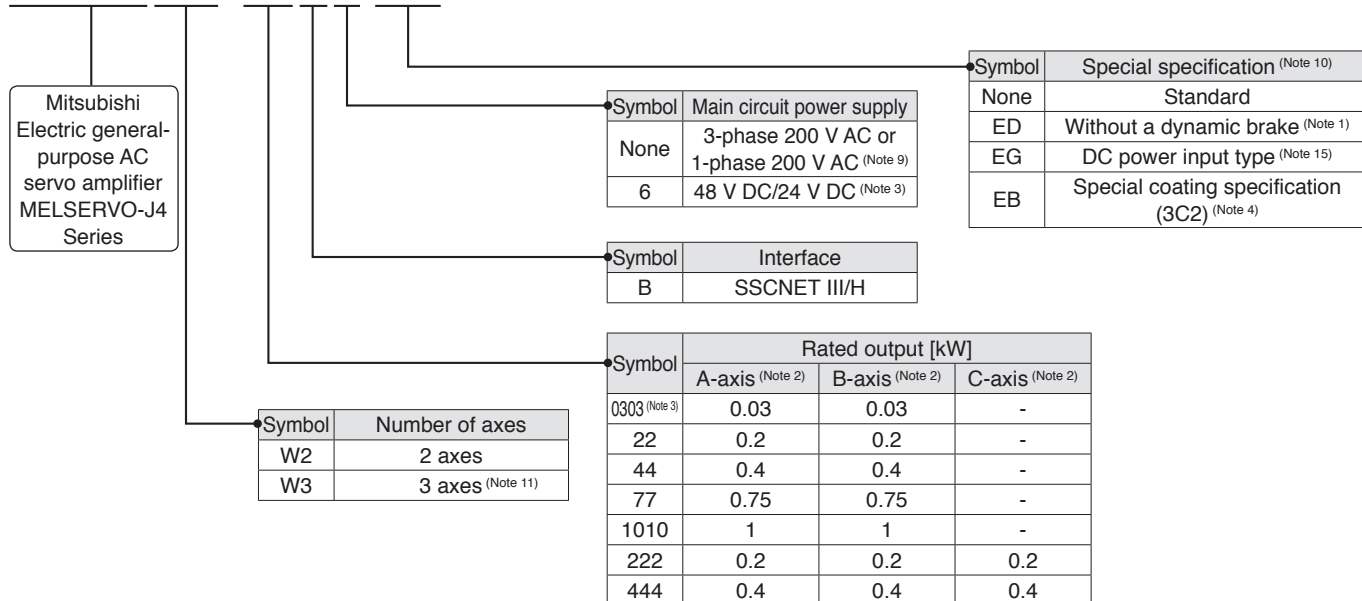 Mitsubishi
Electric general-
purpose AC
servo amplifier
MELSERVO-J4
Series
Symbol Special specification (Note 10)
None Standard
ED Without a dynamic brake (Note 1)
EG DC power input type (Note 15)
EB Special coating specification
(3C2) (Note 4)
Symbol Main circuit power supply
None 3-phase 200 V AC or
1-phase 200 V AC (Note 9)
6 48 V DC/24 V DC (Note 3)
Symbol Interface
B SSCNET III/H
Symbol Rated output [kW]
A-axis (Note 2) B-axis (Note 2) C-axis (Note 2)
0303 (Note 3) 0.03 0.03 -
22 0.2 0.2 -
44 0.4 0.4 -
77 0.75 0.75 -
1010 1 1 -
222 0.2 0.2 0.2
444 0.4 0.4 0.4
Symbol Number of axes
W2 2 axes
W3 3 axes (Note 11)